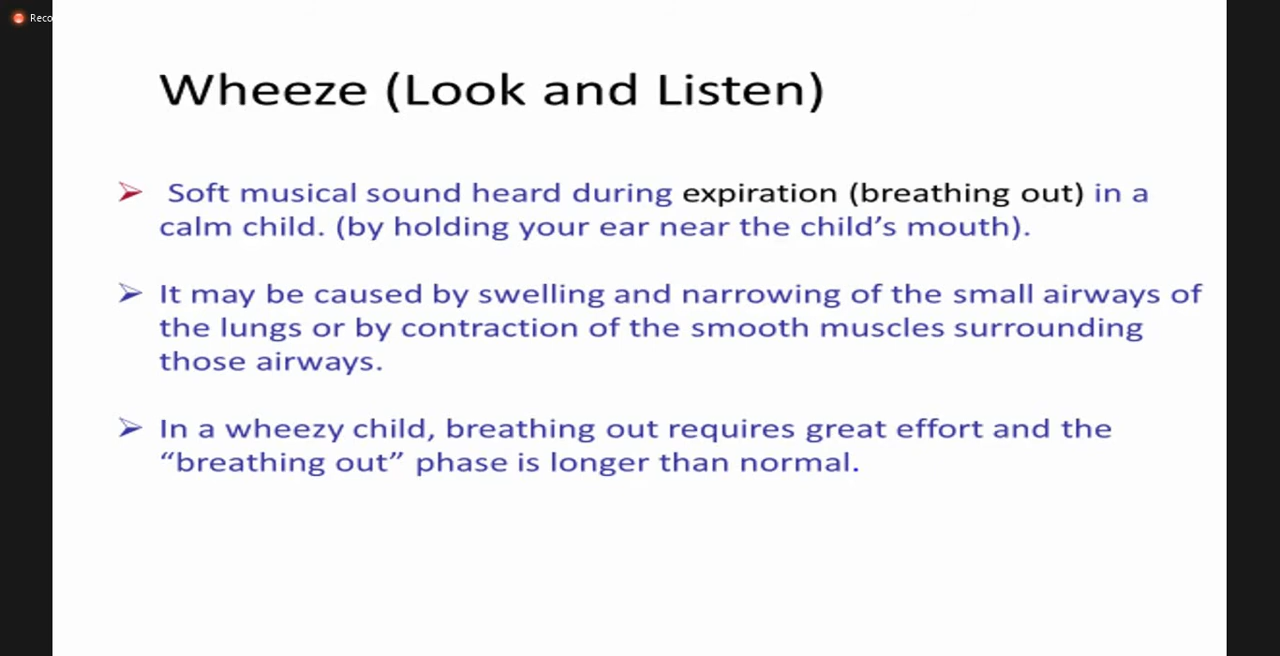 Reco
Wheeze (Look and Listen)
Soft musical sound heard during expiration (breathing out) in a
calm child. (by holding your ear near the child's mouth).
It may be caused by swelling and narrowing of the small airways of
the lungs or by contraction of the smooth muscles surrounding
those airways.
In a wheezy child, breathing out requires great effort and the
“breathing out” phase is longer than normal.